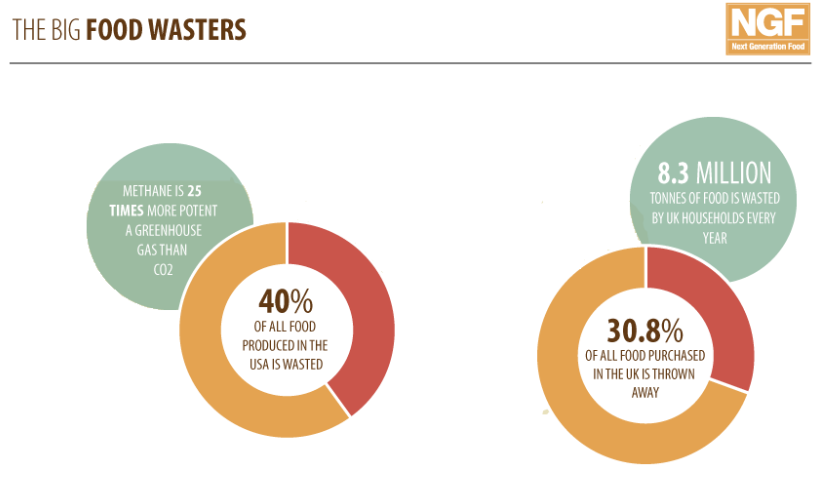 THE BIG FOOD WASTERS
NGF
Next Generation Food
METHANE IS 25
TIMES MORE POTENT
A GREENHOUSE
GAS THAN
CO2
40%
OF ALL FOOD
PRODUCED IN THE
USA IS WASTED
8.3 MILLION
TONNES OF FOOD IS WASTED
BY UK HOUSEHOLDS EVERY
YEAR
30.8%
OF ALL FOOD PURCHASED
IN THE UK IS THROWN
AWAY